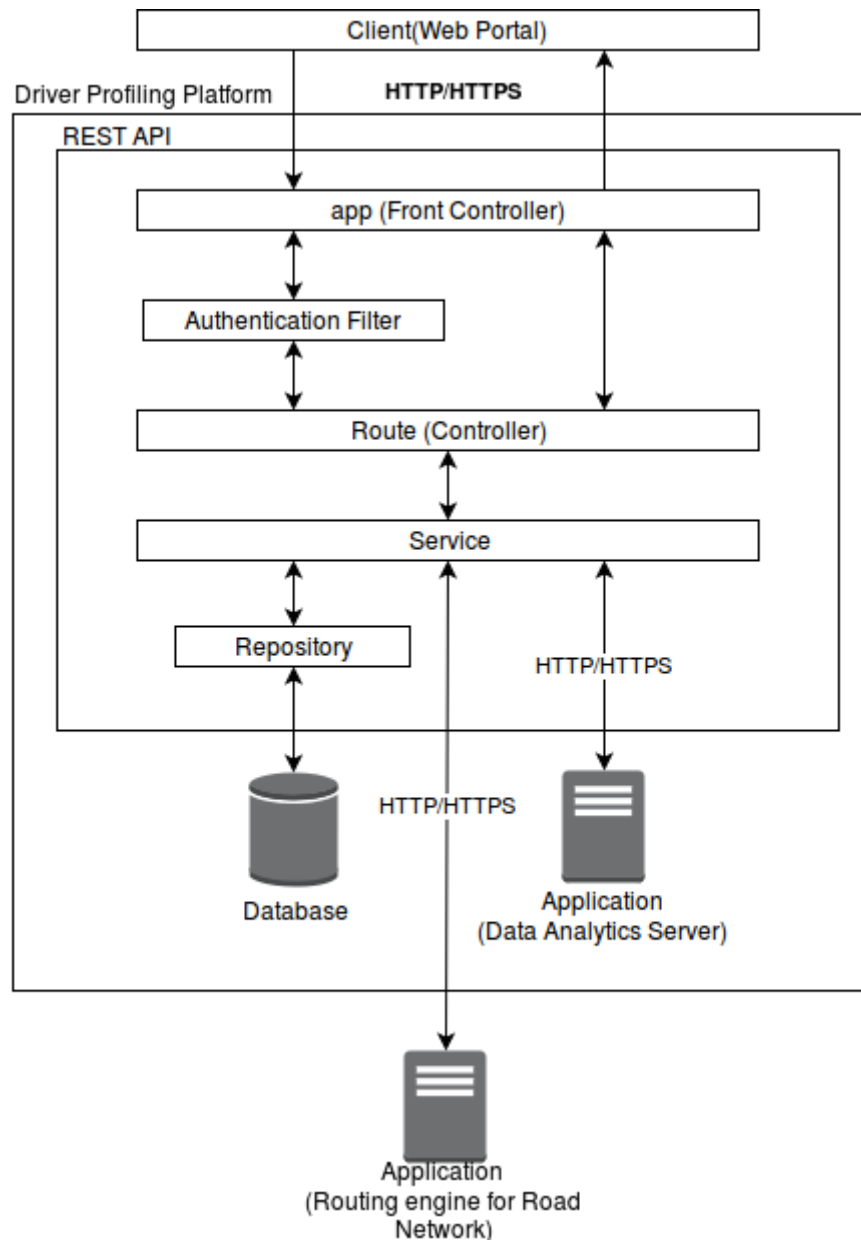 Client(Web Portal)
HTTP/HTTPS
Driver Profiling Platform
REST API
app (Front Controller)
Authentication Filter
Route (Controller)
Service
Repository
HTTP/HTTPS
HTTP/HTTPS
Database
Application
(Data Analytics Server)
Application
(Routing engine for Road
Network)